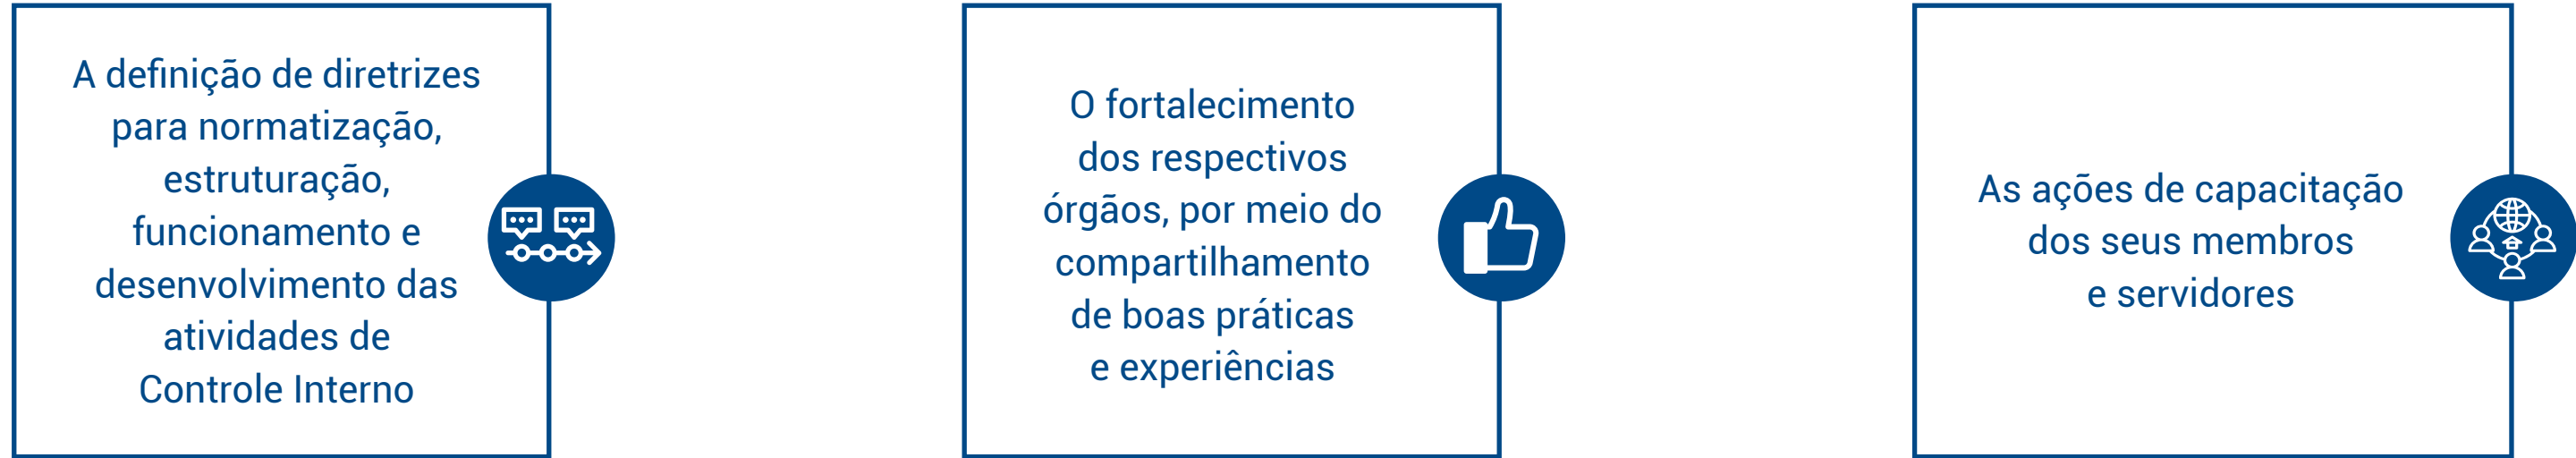 A definição de diretrizes
para normatização,
estruturação,
funcionamento e
desenvolvimento das
atividades de
Controle Interno
O fortalecimento
dos respectivos
órgãos, por meio do
compartilhamento
de boas práticas
e experiências
As ações de capacitação
dos seus membros
e servidores